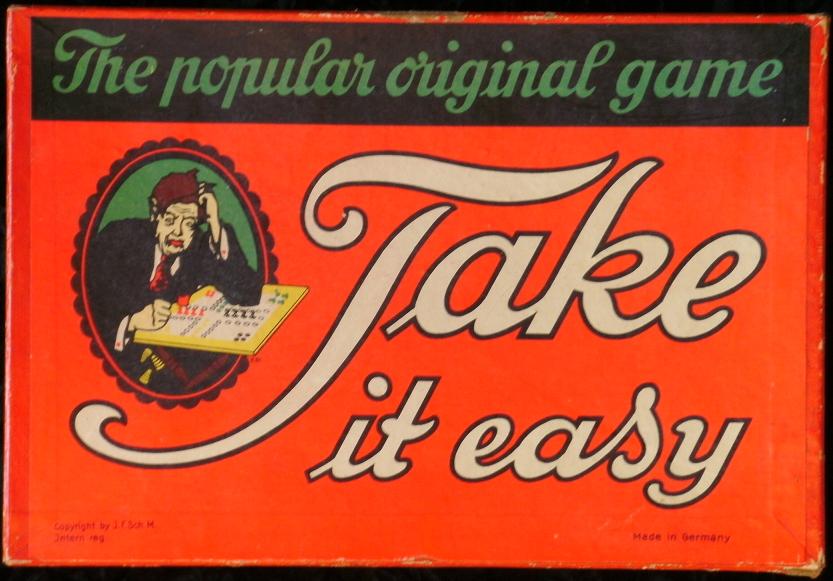 The popular original game
Take
it easy
Copyright by J.F.Sch. M.
Intern. reg.
Made in Germany